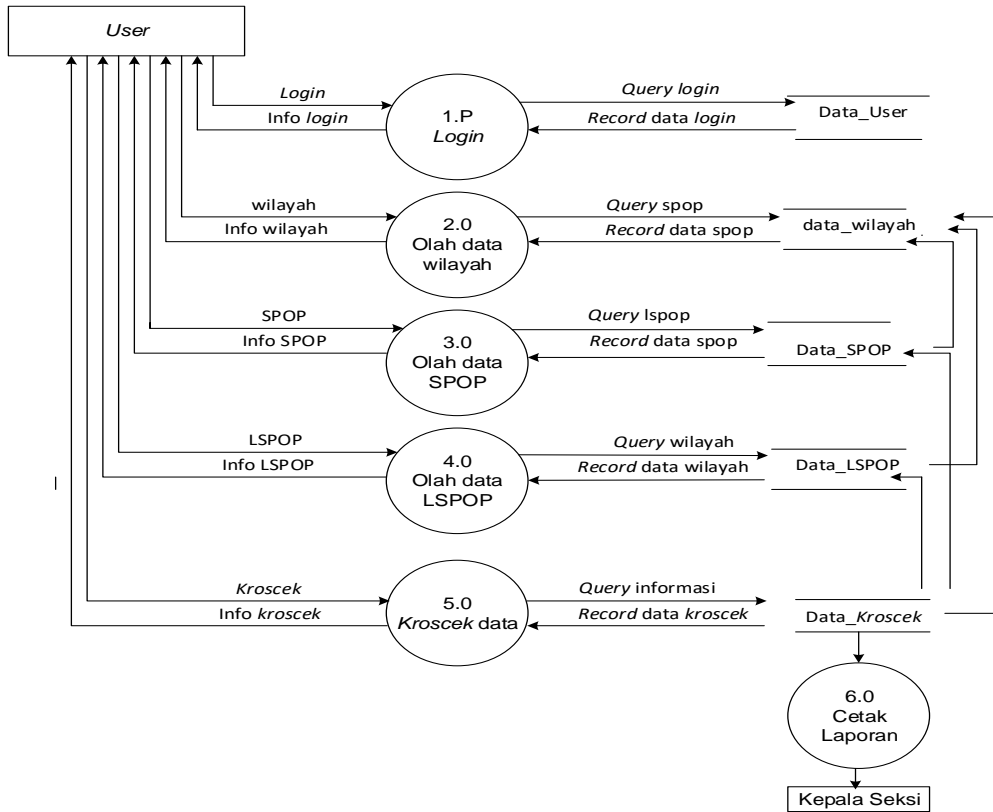 User
Login
Info login
1.P
Login
Query login
Record data login
Data_User
wilayah
Info wilayah
2.0
Olah data
wilayah
Query spop
Record data spop
data_wilayah
SPOP
Info SPOP
3.0
Olah data
SPOP
Query lspop
Record data spop
Data_SPOP
LSPOP
Info LSPOP
4.0
Olah data
LSPOP
Query wilayah
Record data wilayah
Data_LSPOP
Kroscek
Info kroscek
5.0
Kroscek data
Query informasi
Record data kroscek
Data_Kroscek
6.0
Cetak
Laporan
Kepala Seksi